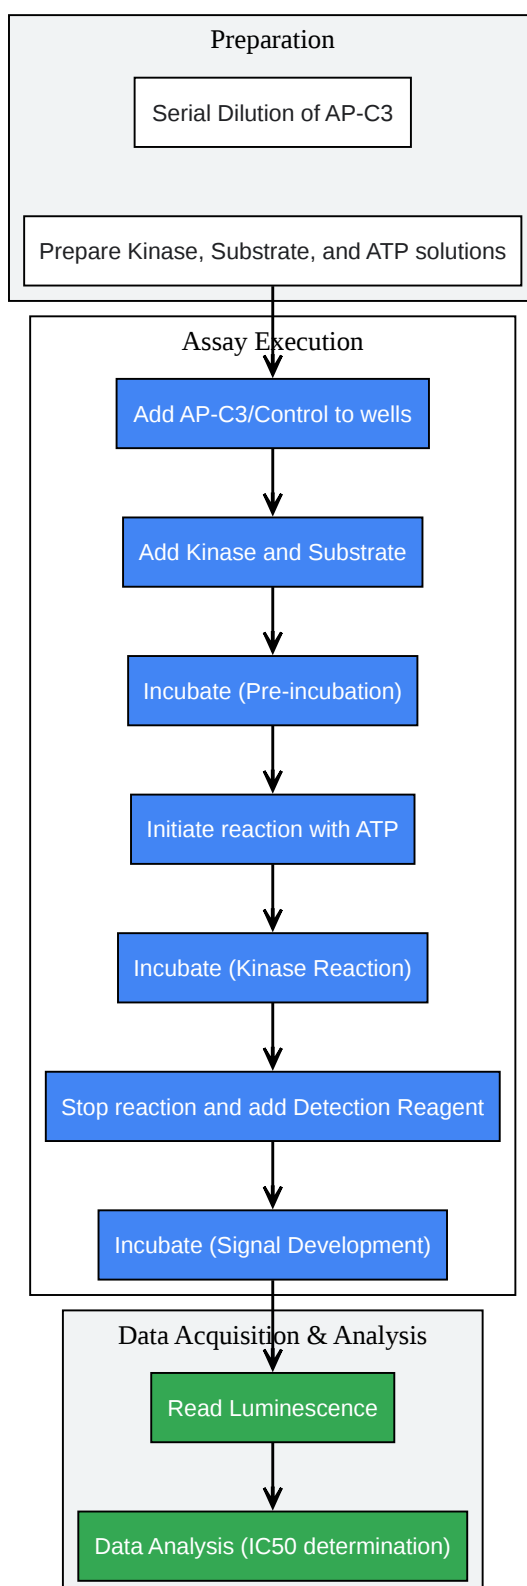 Preparation
Serial Dilution of AP-C3
Prepare Kinase, Substrate, and ATP solutions
Assay Execution
Add AP-C3/Control to wells
Add Kinase and Substrate
Incubate (Pre-incubation)
Initiate reaction with ATP
Incubate (Kinase Reaction)
Stop reaction and add Detection Reagent
Incubate (Signal Development)
Data Acquisition & Analysis
Read Luminescence
Data Analysis (IC50 determination)